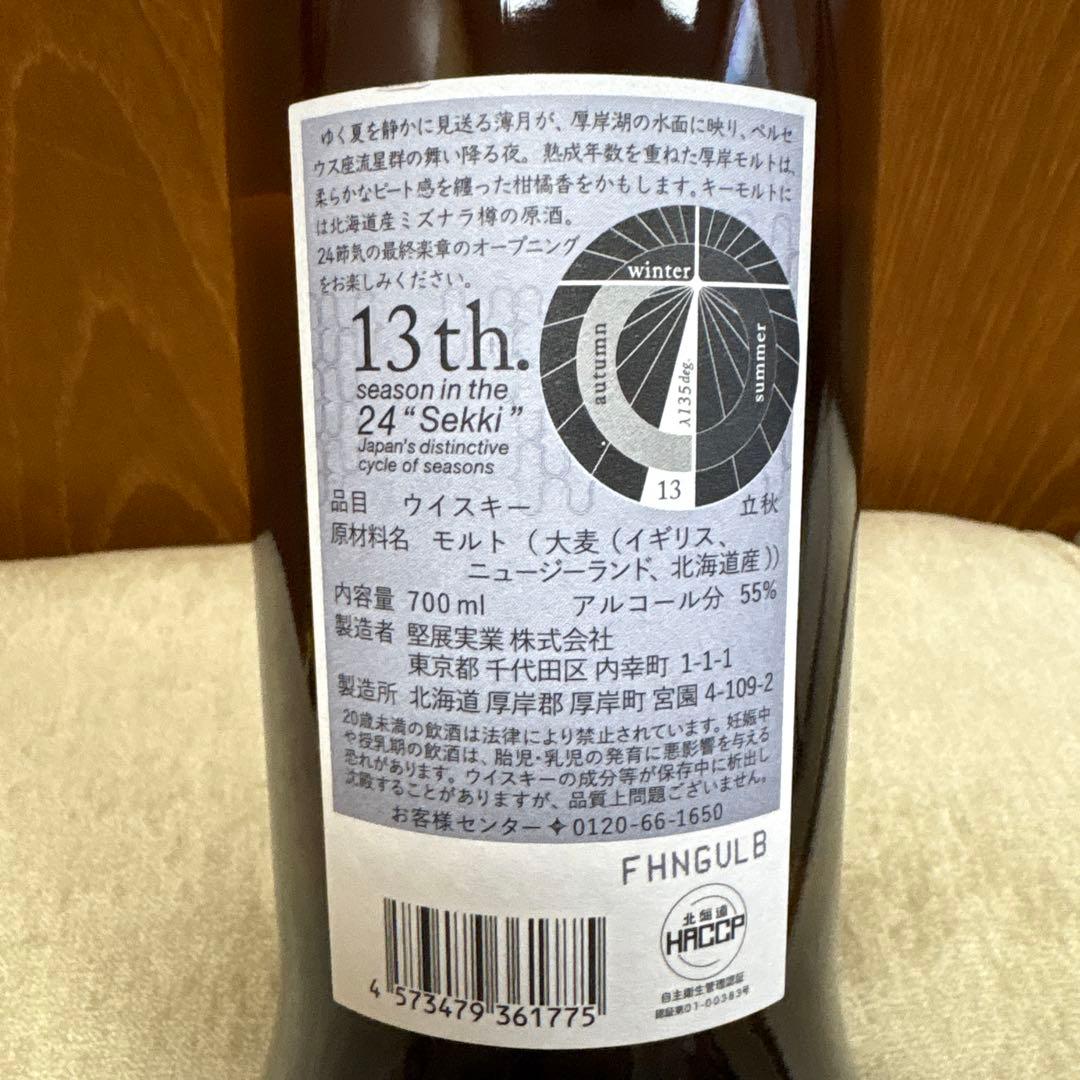 ゆく夏を静かに見送る薄月が、厚岸湖の水面に映り、ペルセ
ウス座流星群の舞い降る夜。熟成年数を重ねた厚岸モルトは、
柔らかなピート感を纏った柑橘香をかもします。キーモルトに
は北海道産ミズナラ樽の原酒。
24節気の最終楽章のオープニング
をお楽しみください。
winter
autumn
summer
λ135deg.
13
立秋
13th.
season in the
24 “Sekki”
Japan's distinctive
cycle of seasons
品目 ウイスキー
原材料名 モルト（大麦（イギリス、
ニュージーランド、北海道産））
内容量 700 ml アルコール分 55%
製造者 堅展実業 株式会社
東京都 千代田区 内幸町 1-1-1
製造所 北海道 厚岸郡 厚岸町 宮園 4-109-2
20歳未満の飲酒は法律により禁止されています。妊娠中
や授乳期の飲酒は、胎児・乳児の発育に悪影響を与える
恐れがあります。ウイスキーの成分等が保存中に析出し
沈殿することがありますが、品質上問題ございません。
お客様センター✦0120-66-1650
FHNGULB
北海道
HACCP
自主衛生管理認証
認証第01-00383号
4 573479 361775